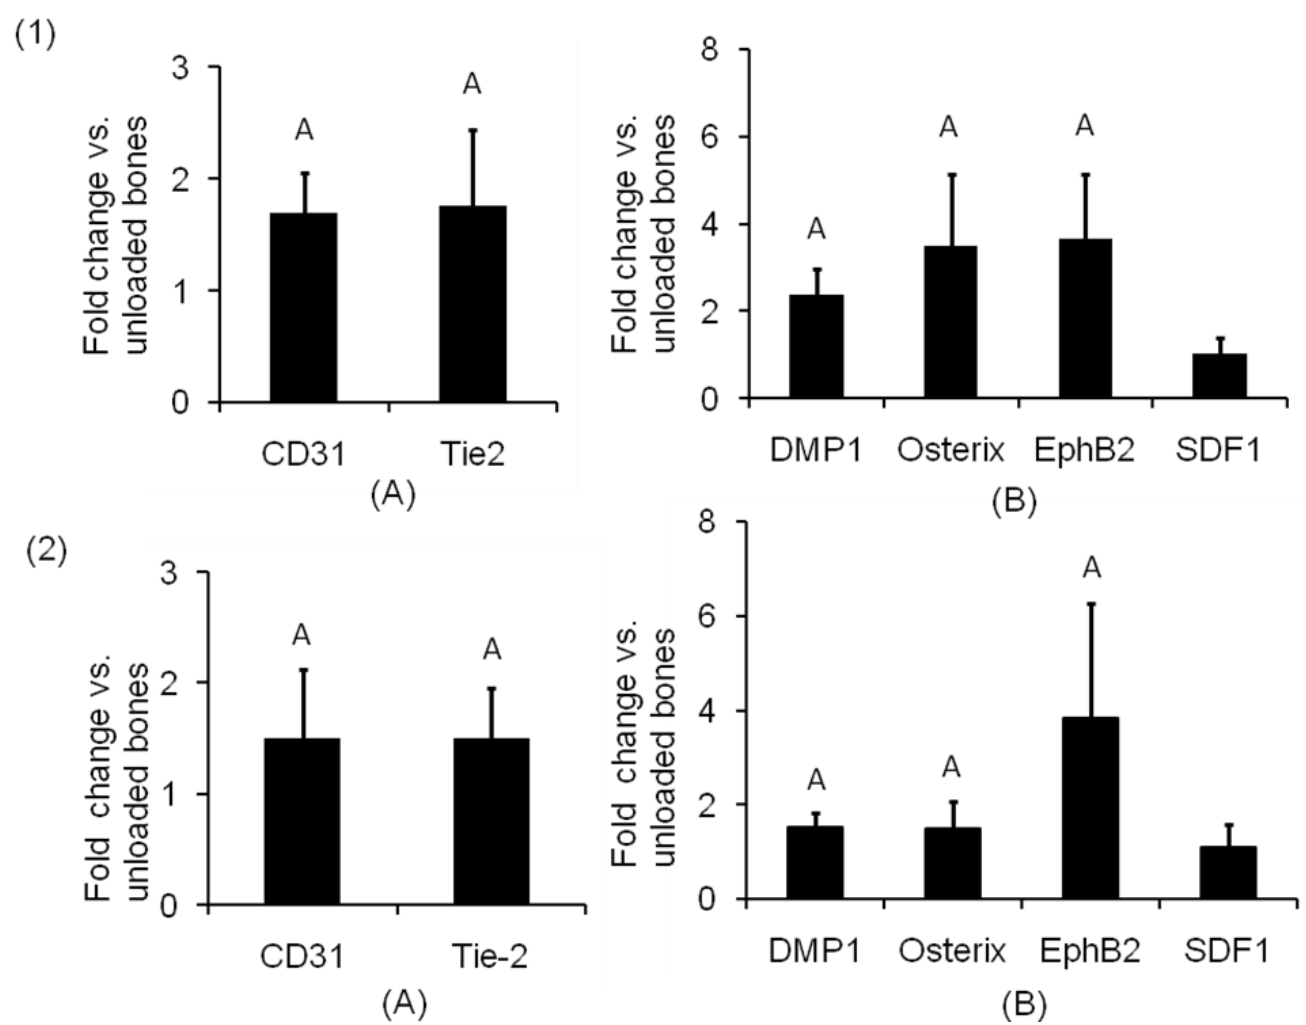 (1)
Fold change vs.
unloaded bones
3
2
1
0
A
A
CD31 Tie2
(A)
Fold change vs.
unloaded bones
8
6
4
2
0
A
A
A
DMP1 Osterix EphB2 SDF1
(B)
(2)
Fold change vs.
unloaded bones
3
2
1
0
A
A
CD31 Tie-2
(A)
Fold change vs.
unloaded bones
8
6
4
2
0
A
A
A
DMP1 Osterix EphB2 SDF1
(B)